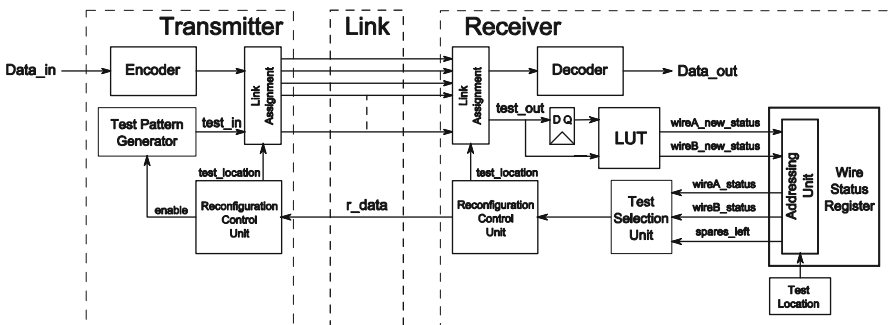 Transmitter
Link
Receiver
Data_in
Encoder
Link
Assignment
Link
Assignment
Decoder
Data_out
Test Pattern
Generator
test_in
test_out
D Q
LUT
wireA_new_status
wireB_new_status
Addressing
Unit
Wire
Status
Register
enable
test_location
Reconfiguration
Control
Unit
r_data
test_location
Reconfiguration
Control
Unit
Test
Selection
Unit
wireA_status
wireB_status
spares_left
Test
Location